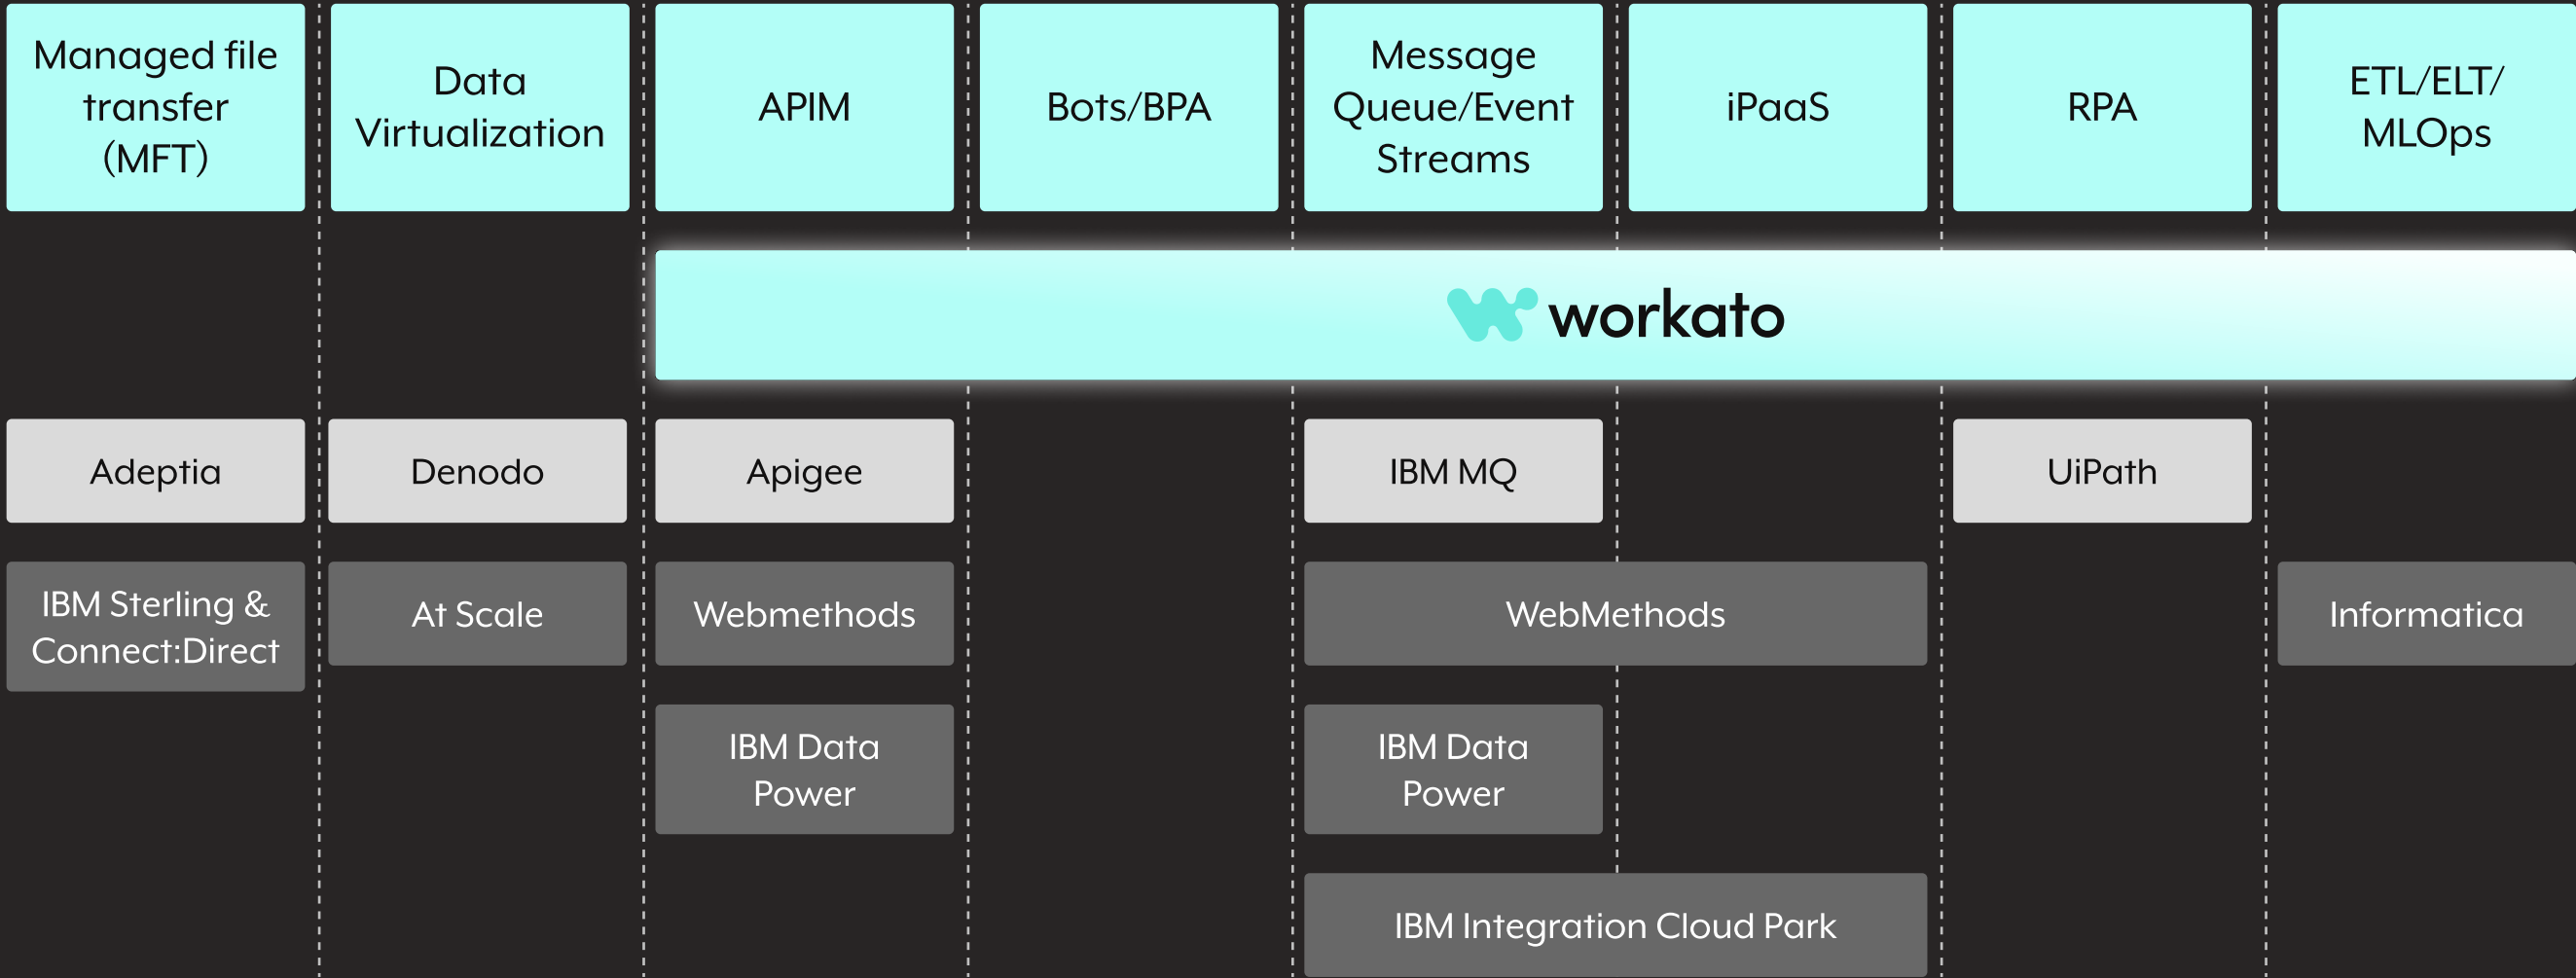 Managed file
transfer
(MFT)
Data
Virtualization
APIM
Bots/BPA
Message
Queue/Event
Streams
iPaaS
RPA
ETL/ELT/
MLOps
workato
Adeptia
Denodo
Apigee
IBM MQ
UiPath
IBM Sterling &
Connect:Direct
At Scale
Webmethods
WebMethods
Informatica
IBM Data
Power
IBM Data
Power
IBM Integration Cloud Park